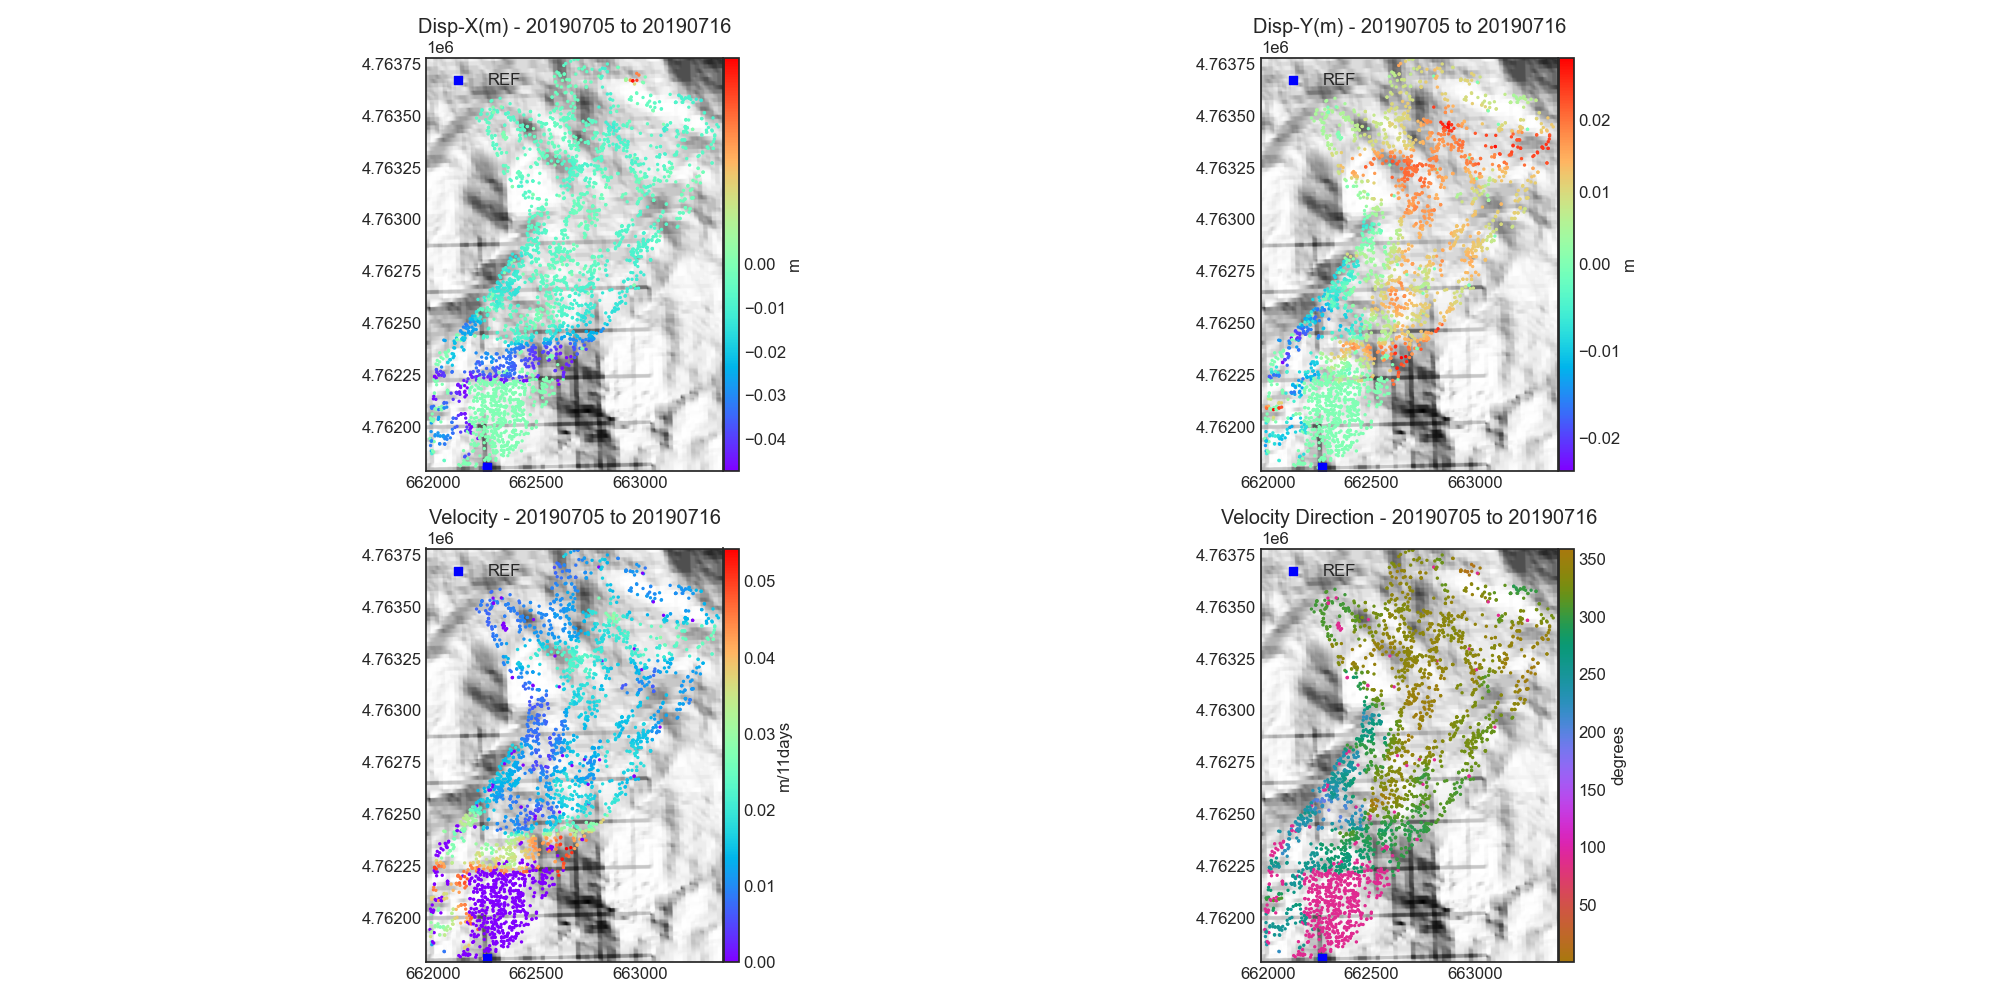 Disp-X(m) - 20190705 to 20190716
1e6
REF
4.76375
4.76350
4.76325
4.76300
4.76275
4.76250
4.76225
4.76200
662000 662500 663000
0.00
−0.01
−0.02
−0.03
−0.04
m
Disp-Y(m) - 20190705 to 20190716
1e6
REF
4.76375
4.76350
4.76325
4.76300
4.76275
4.76250
4.76225
4.76200
662000 662500 663000
0.02
0.01
0.00
−0.01
−0.02
m
Velocity - 20190705 to 20190716
1e6
REF
4.76375
4.76350
4.76325
4.76300
4.76275
4.76250
4.76225
4.76200
662000 662500 663000
0.05
0.04
0.03
0.02
0.01
0.00
m/11days
Velocity Direction - 20190705 to 20190716
1e6
REF
4.76375
4.76350
4.76325
4.76300
4.76275
4.76250
4.76225
4.76200
662000 662500 663000
350
300
250
200
150
100
50
degrees